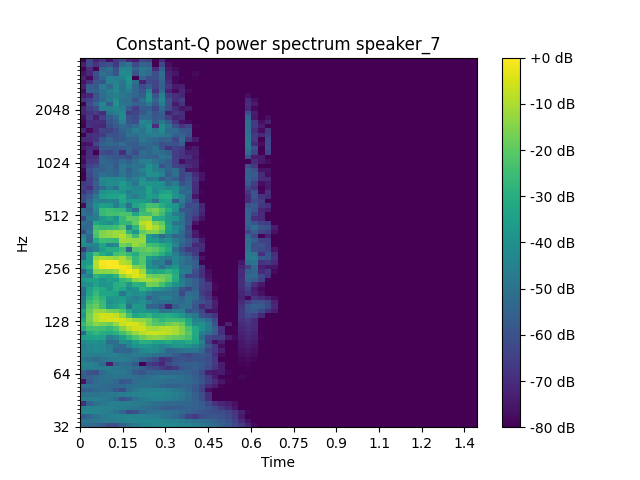 Constant-Q power spectrum speaker_7
Hz
2048
1024
512
256
128
64
32
0 0.15 0.3 0.45 0.6 0.75 0.9 1.1 1.2 1.4
Time
+0 dB
-10 dB
-20 dB
-30 dB
-40 dB
-50 dB
-60 dB
-70 dB
-80 dB